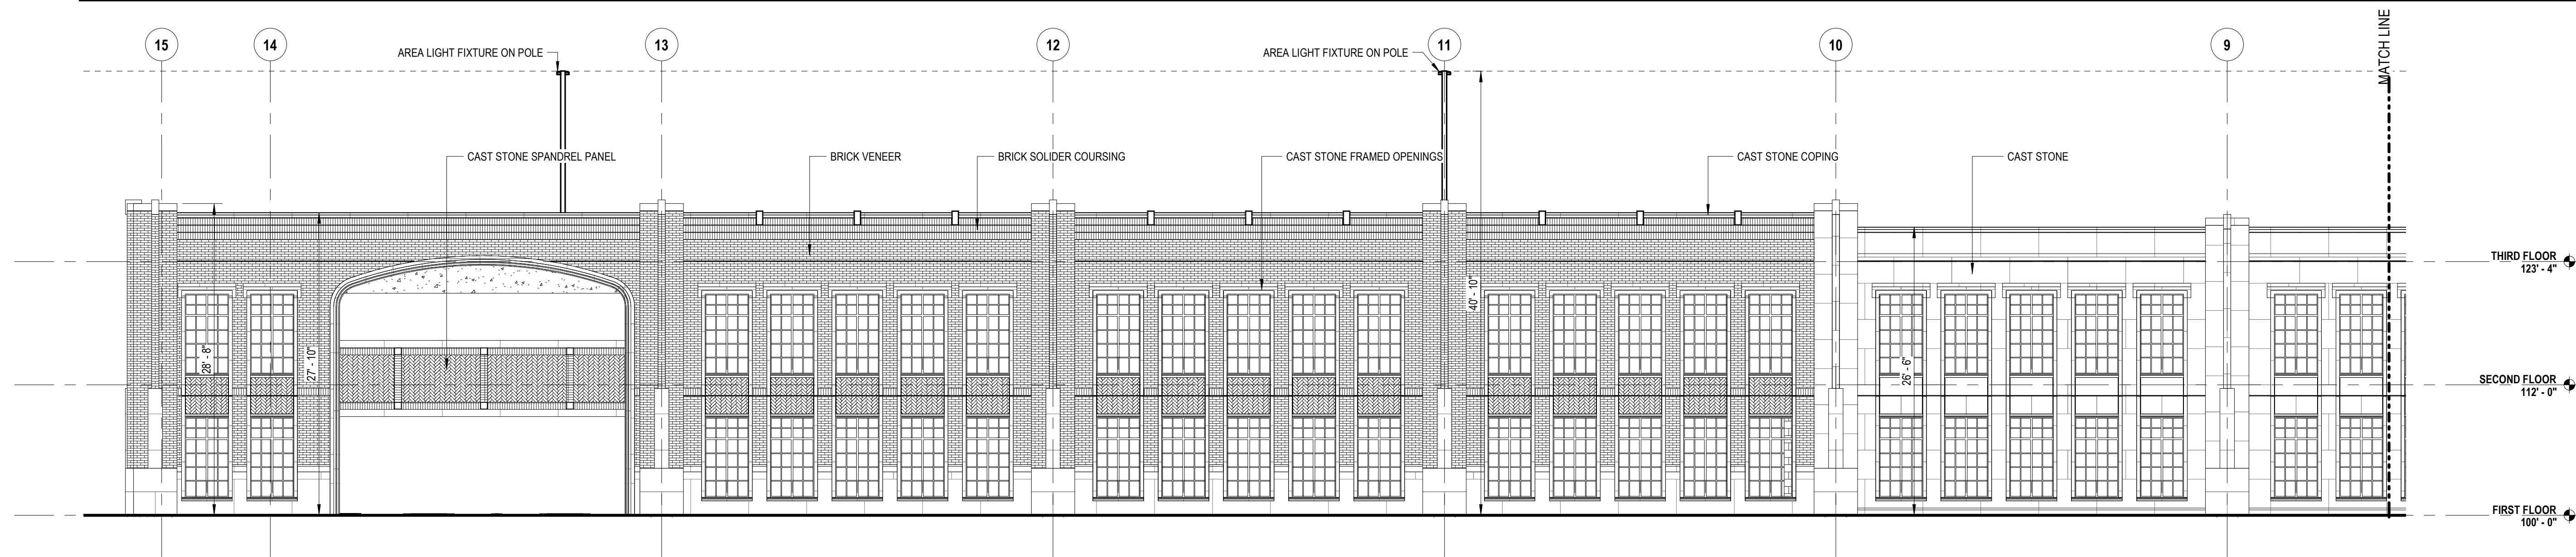 MATCH LINE
15
14
13
12
11
10
9
AREA LIGHT FIXTURE ON POLE
AREA LIGHT FIXTURE ON POLE
CAST STONE SPANDREL PANEL
BRICK VENEER
BRICK SOLIDER COURSING
CAST STONE FRAMED OPENINGS
CAST STONE COPING
CAST STONE
THIRD FLOOR
123' - 4"
40' - 10"
28' - 8"
27' - 10"
26' - 6"
SECOND FLOOR
112' - 0"
FIRST FLOOR
100' - 0"